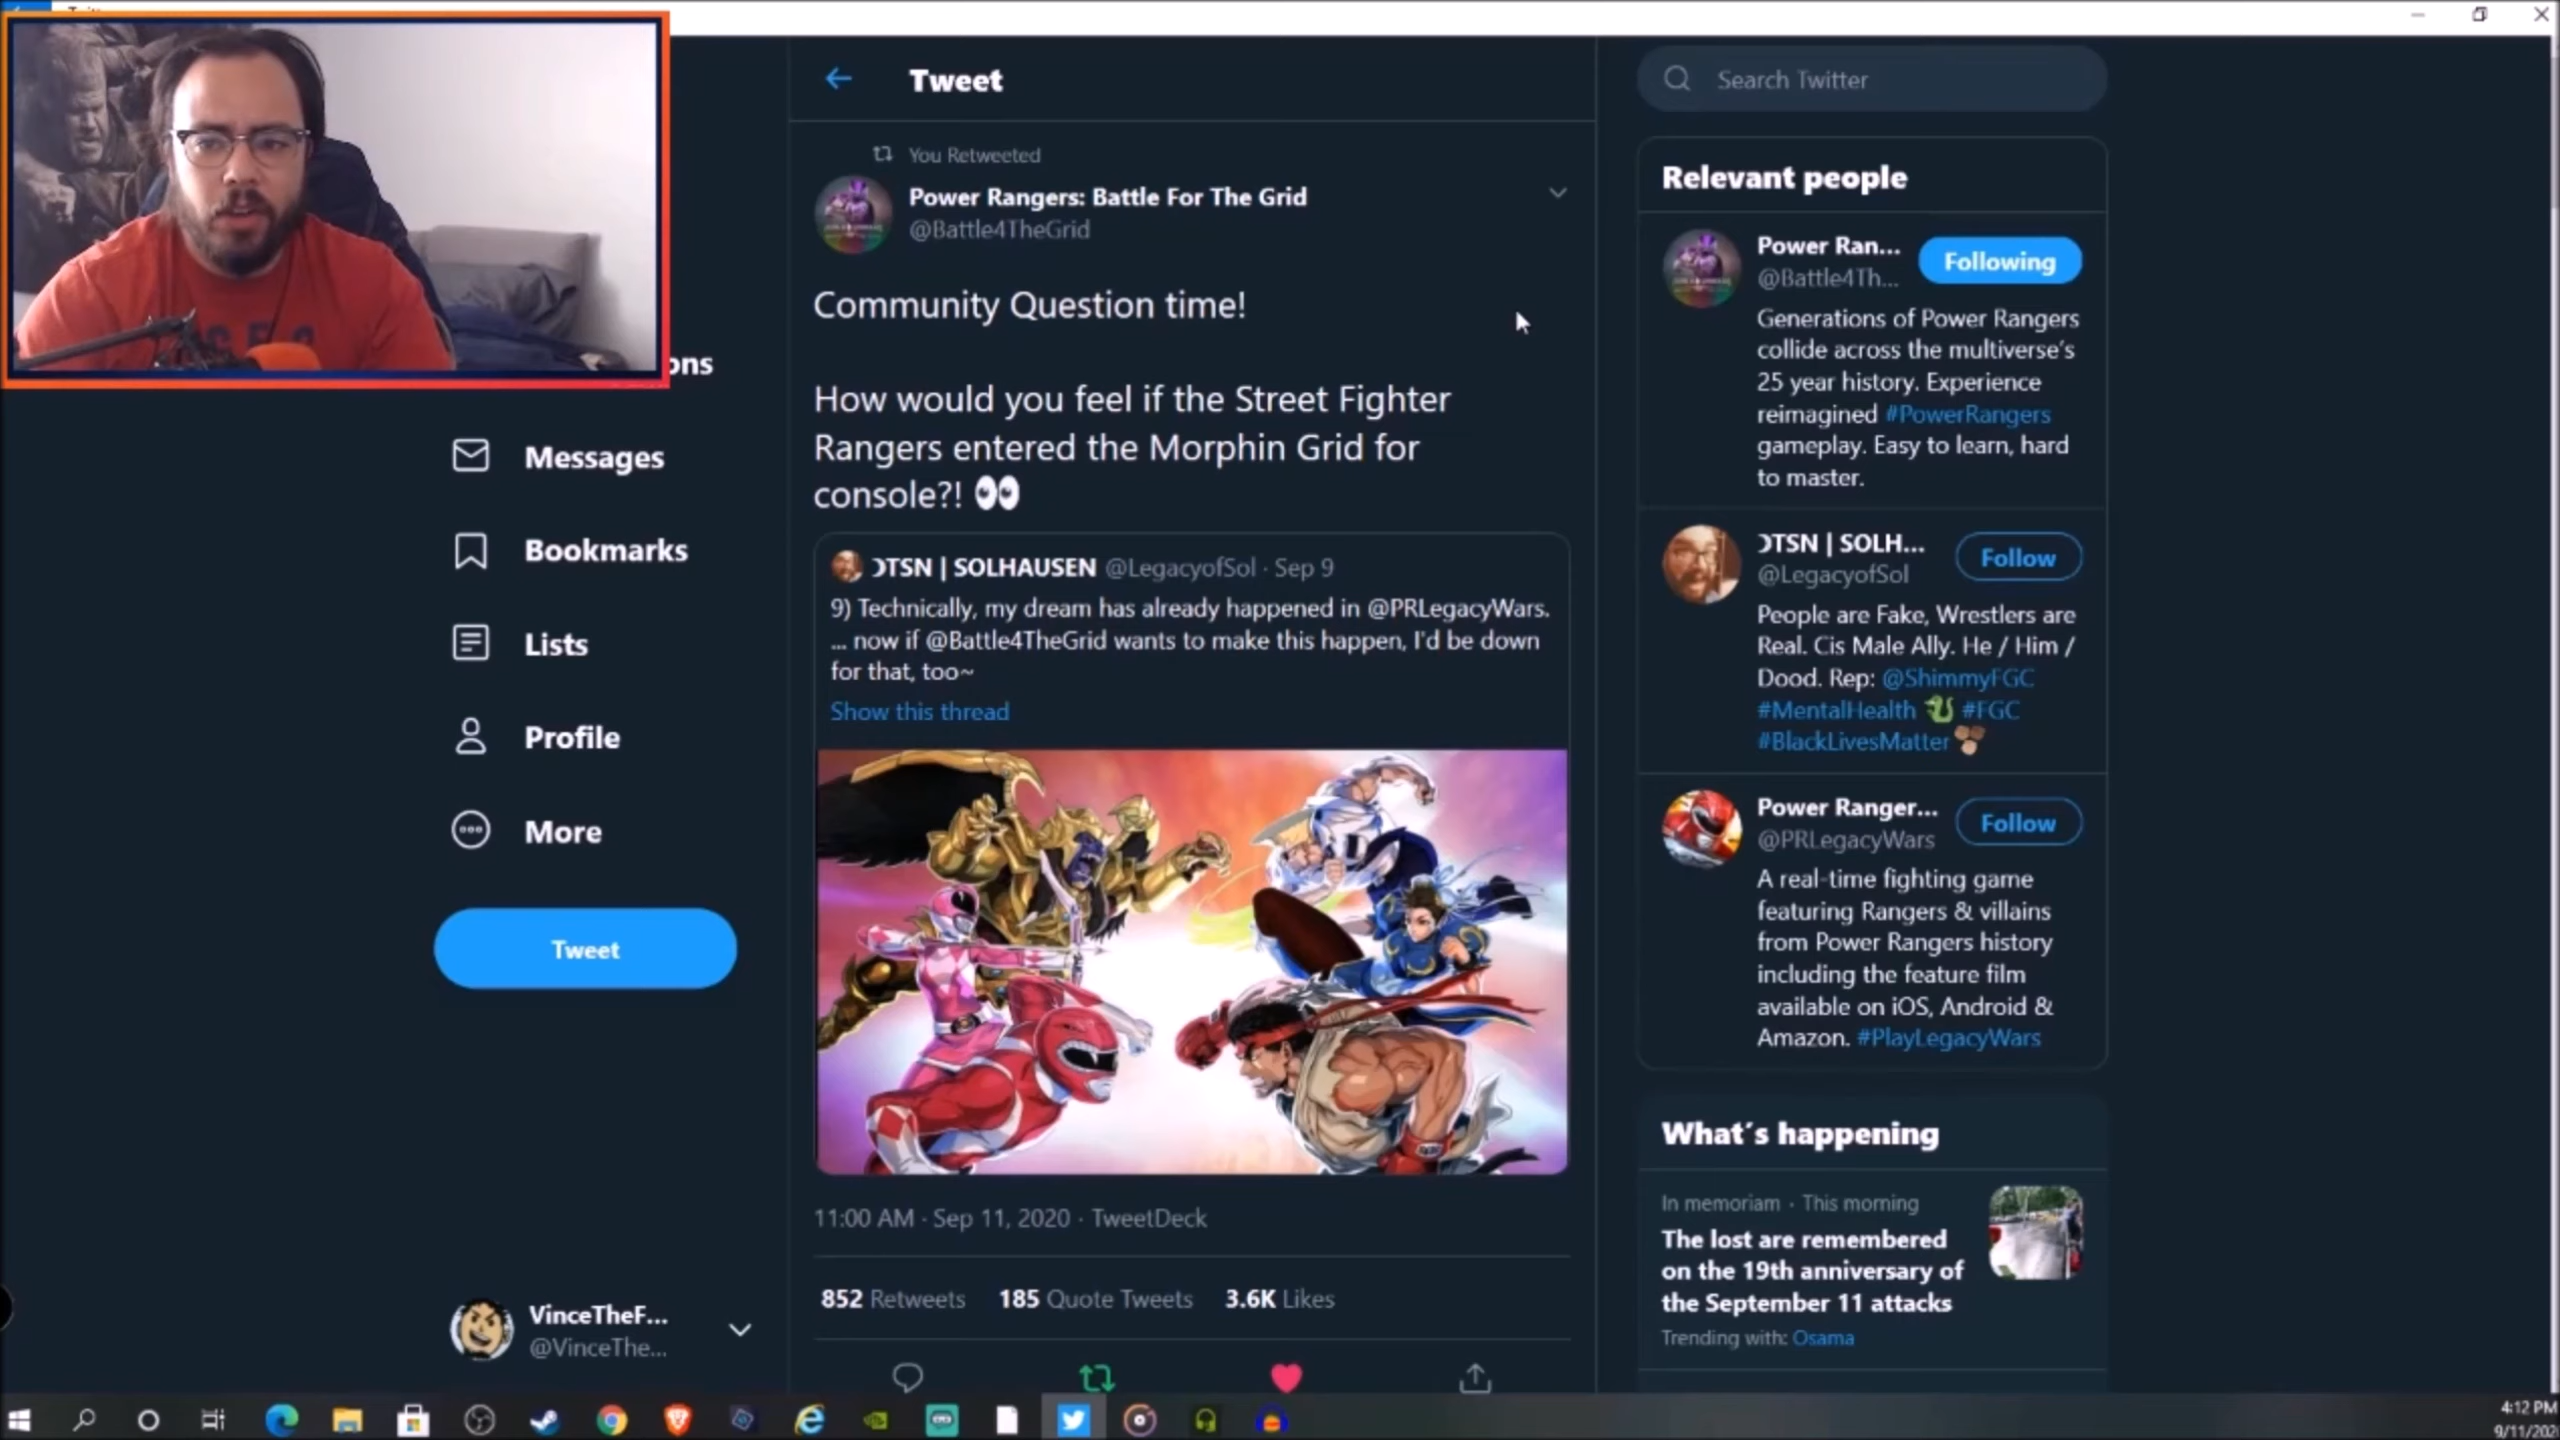 Tweet
Search Twitter
You Retweeted
Power Rangers: Battle For The Grid
@Battle4TheGrid
Community Question time!
How would you feel if the Street Fighter
Rangers entered the Morphin Grid for
console?! 👀
TSN | SOLHAUSEN @LegacyofSol · Sep 9
9) Technically, my dream has already happened in @PRLegacyWars.
... now if @Battle4TheGrid wants to make this happen, I'd be down
for that, too~
Show this thread
11:00 AM · Sep 11, 2020 · TweetDeck
852 Retweets 185 Quote Tweets 3.6K Likes
ons
Messages
Bookmarks
Lists
Profile
More
Tweet
VinceTheF...
@VinceThe...
Relevant people
Power Ran...
@Battle4Th...
Following
Generations of Power Rangers
collide across the multiverse's
25 year history. Experience
reimagined #PowerRangers
gameplay. Easy to learn, hard
to master.
TSN | SOLH...
@LegacyofSol
Follow
People are Fake, Wrestlers are
Real. Cis Male Ally. He / Him /
Dood. Rep: @ShimmyFGC
#MentalHealth #FGC
#BlackLivesMatter
Power Ranger...
@PRLegacyWars
Follow
A real-time fighting game
featuring Rangers & villains
from Power Rangers history
including the feature film
available on iOS, Android &
Amazon. #PlayLegacyWars
What's happening
In memoriam · This morning
The lost are remembered
on the 19th anniversary of
the September 11 attacks
Trending with: Osama
4:12 PM
9/11/202